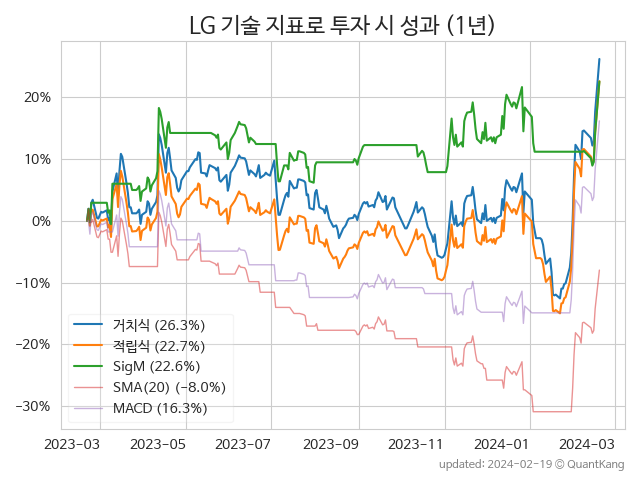 LG 기술 지표로 투자 시 성과 (1년)
20%
10%
0%
−10%
−20%
−30%
거치식 (26.3%)
적립식 (22.7%)
SigM (22.6%)
SMA(20) (−8.0%)
MACD (16.3%)
2023-03 2023-05 2023-07 2023-09 2023-11 2024-01 2024-03
updated: 2024-02-19 © QuantKang